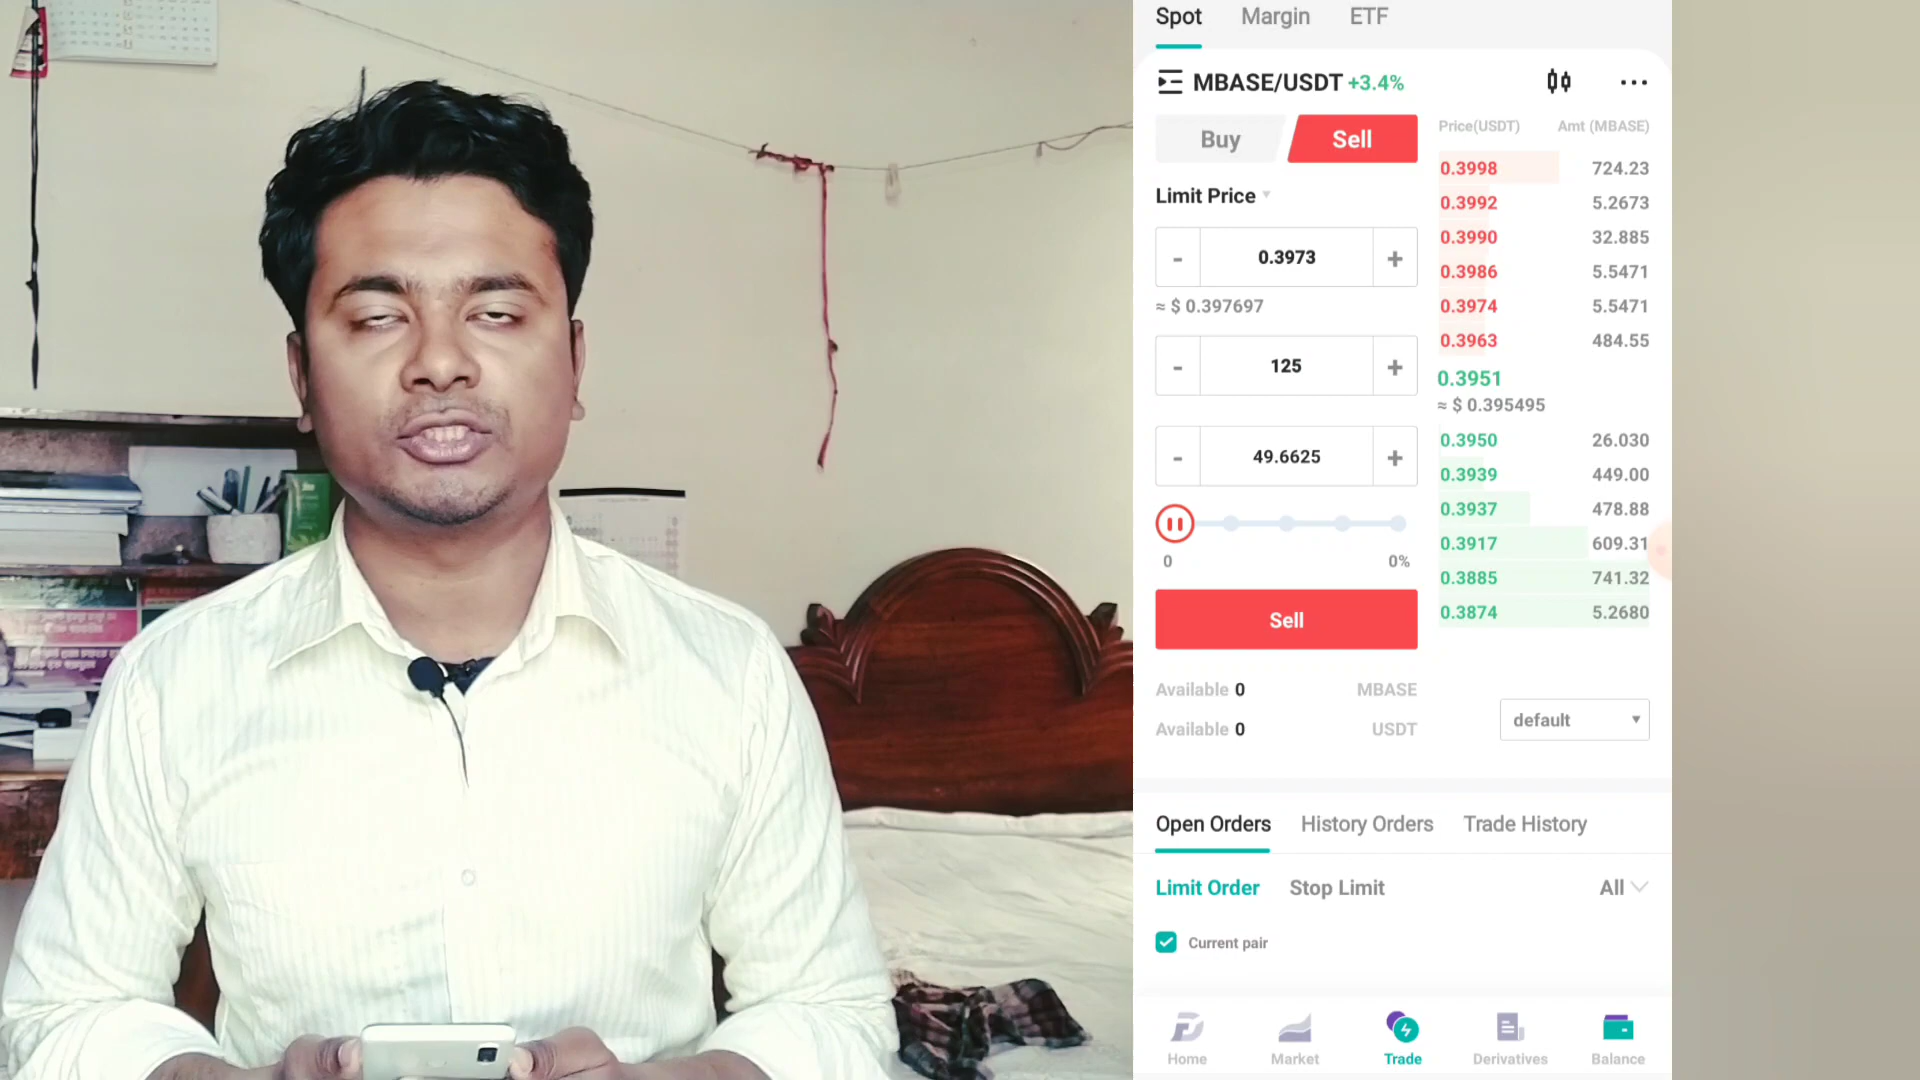 Spot Margin ETF
MBASE/USDT +3.4%
Buy Sell
Limit Price
- 0.3973 +
≈ $ 0.397697
- 125 +
- 49.6625 +
0 0%
Sell
Available 0 MBASE
Available 0 USDT
Price(USDT) Amt (MBASE)
0.3998 724.23
0.3992 5.2673
0.3990 32.885
0.3986 5.5471
0.3974 5.5471
0.3963 484.55
0.3951
≈ $ 0.395495
0.3950 26.030
0.3939 449.00
0.3937 478.88
0.3917 609.31
0.3885 741.32
0.3874 5.2680
default
Open Orders History Orders Trade History
Limit Order Stop Limit All
Current pair
Home Market Trade Derivatives Balance